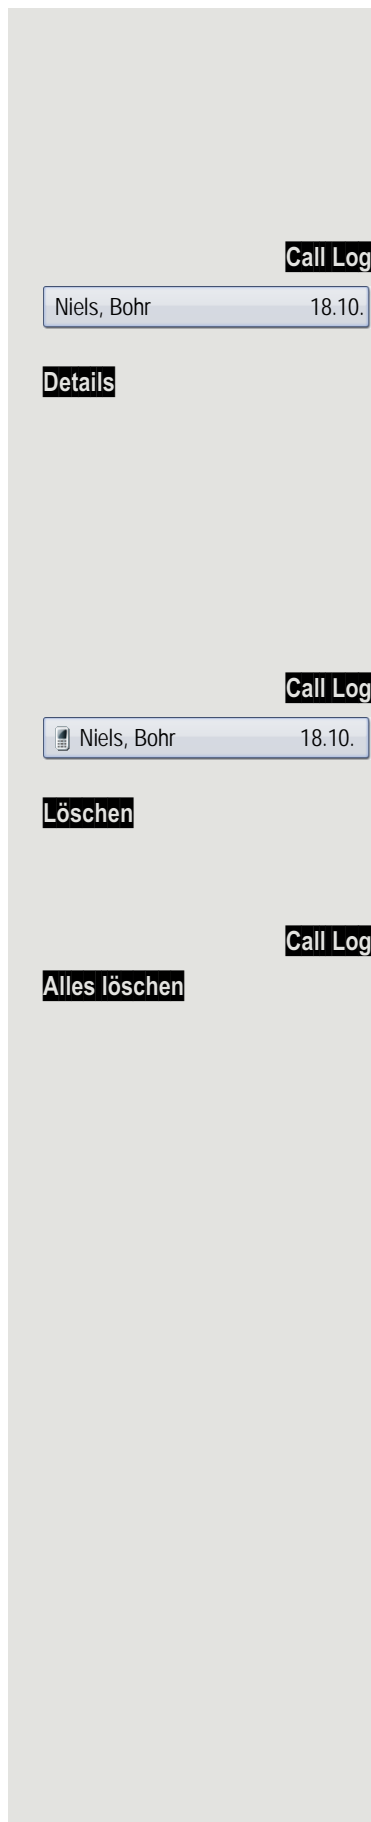 Call Log
Niels, Bohr 18.10.
Details
Call Log
Niels, Bohr 18.10.
Löschen
Call Log
Alles löschen